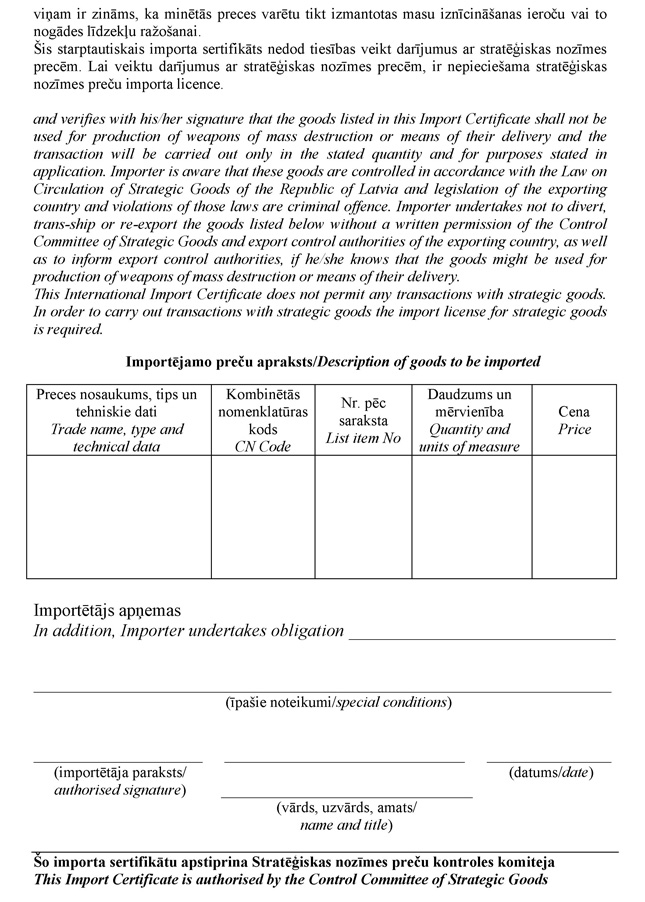 viņam ir zināms, ka minētās preces varētu tikt izmantotas masu iznīcināšanas ieroču vai to
nogādes līdzekļu ražošanai.
Šis starptautiskais importa sertifikāts nedod tiesības veikt darījumus ar stratēģiskas nozīmes
precēm. Lai veiktu darījumus ar stratēģiskas nozīmes precēm, ir nepieciešama stratēģiskas
nozīmes preču importa licence.
and verifies with his/her signature that the goods listed in this Import Certificate shall not be
used for production of weapons of mass destruction or means of their delivery and the
transaction will be carried out only in the stated quantity and for purposes stated in
application. Importer is aware that these goods are controlled in accordance with the Law on
Circulation of Strategic Goods of the Republic of Latvia and legislation of the exporting
country and violations of those laws are criminal offence. Importer undertakes not to divert,
trans-ship or re-export the goods listed below without a written permission of the Control
Committee of Strategic Goods and export control authorities of the exporting country, as well
as to inform export control authorities, if he/she knows that the goods might be used for
production of weapons of mass destruction or means of their delivery.
This International Import Certificate does not permit any transactions with strategic goods.
In order to carry out transactions with strategic goods the import license for strategic goods
is required.
Importējamo preču apraksts/Description of goods to be imported
Preces nosaukums, tips un
tehniskie dati
Trade name, type and
technical data
Kombinētās
nomenklatūras
kods
CN Code
Nr. pēc
saraksta
List item No
Daudzums un
mērvienība
Quantity and
units of measure
Cena
Price
Importētājs apņemas
In addition, Importer undertakes obligation
(īpašie noteikumi/special conditions)
(importētāja paraksts/
authorised signature)
(vārds, uzvārds, amats/
name and title)
(datums/date)
Šo importa sertifikātu apstiprina Stratēģiskas nozīmes preču kontroles komiteja
This Import Certificate is authorised by the Control Committee of Strategic Goods